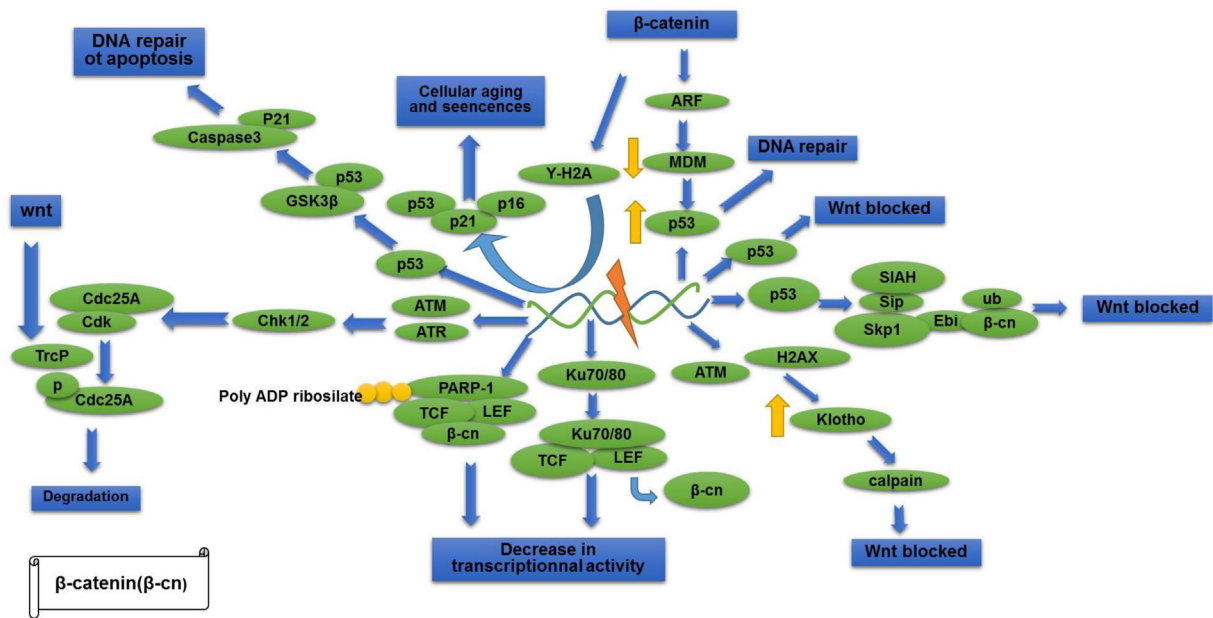 β-catenin
DNA repair
ot apoptosis
Cellular aging
and seencences
ARF
P21
Caspase3
MDM
DNA repair
Y-H2A
p53
GSK3β
p53
p16
p21
p53
Wnt blocked
wnt
p53
p53
SIAH
Cdc25A
Cdk
Chk1/2
ATM
ATR
p53
Sip
Skp1
Ebi
ub
β-cn
Wnt blocked
TrcP
p
Cdc25A
Poly ADP ribosilate
PARP-1
TCF
LEF
β-cn
Ku70/80
Ku70/80
TCF
LEF
β-cn
ATM
H2AX
Klotho
calpain
Wnt blocked
Degradation
Decrease in
transcriptionnal activity
β-catenin(β-cn)